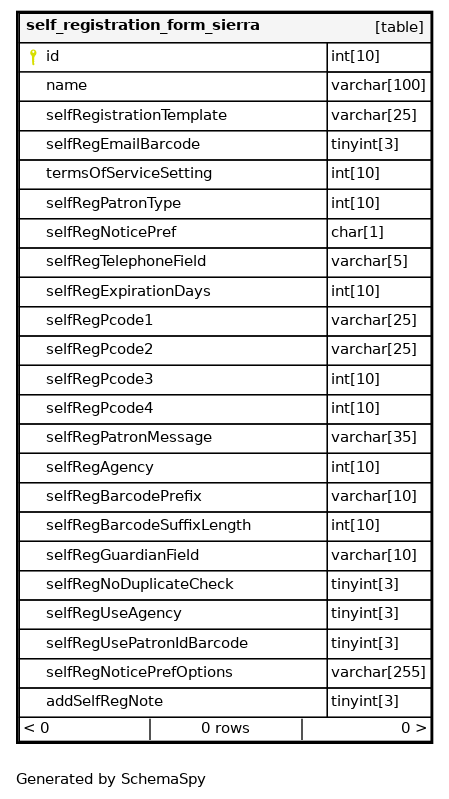 self_registration_form_sierra [table]
id int[10]
name varchar[100]
selfRegistrationTemplate varchar[25]
selfRegEmailBarcode tinyint[3]
termsOfServiceSetting int[10]
selfRegPatronType int[10]
selfRegNoticePref char[1]
selfRegTelephoneField varchar[5]
selfRegExpirationDays int[10]
selfRegPcode1 varchar[25]
selfRegPcode2 varchar[25]
selfRegPcode3 int[10]
selfRegPcode4 int[10]
selfRegPatronMessage varchar[35]
selfRegAgency int[10]
selfRegBarcodePrefix varchar[10]
selfRegBarcodeSuffixLength int[10]
selfRegGuardianField varchar[10]
selfRegNoDuplicateCheck tinyint[3]
selfRegUseAgency tinyint[3]
selfRegUsePatronIdBarcode tinyint[3]
selfRegNoticePrefOptions varchar[255]
addSelfRegNote tinyint[3]
< 0 0 rows 0 >
Generated by SchemaSpy